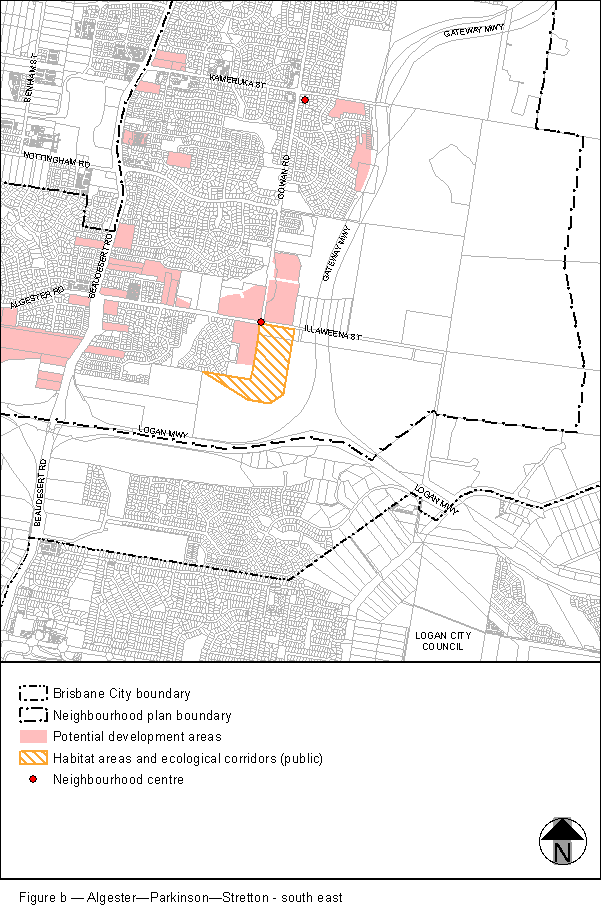 GATEWAY MWY
BENHAM ST
KAMERUKA ST
NOTTINGHAM RD
GOWAN RD
BEAUDESERT RD
GATEWAY MWY
ALGESTER RD
ILLAWEENA ST
LOGAN MWY
BEAUDESERT RD
LOGAN MWY
LOGAN CITY
COUNCIL
Brisbane City boundary
Neighbourhood plan boundary
Potential development areas
Habitat areas and ecological corridors (public)
Neighbourhood centre
N
Figure b — Algester—Parkinson—Stretton - south east